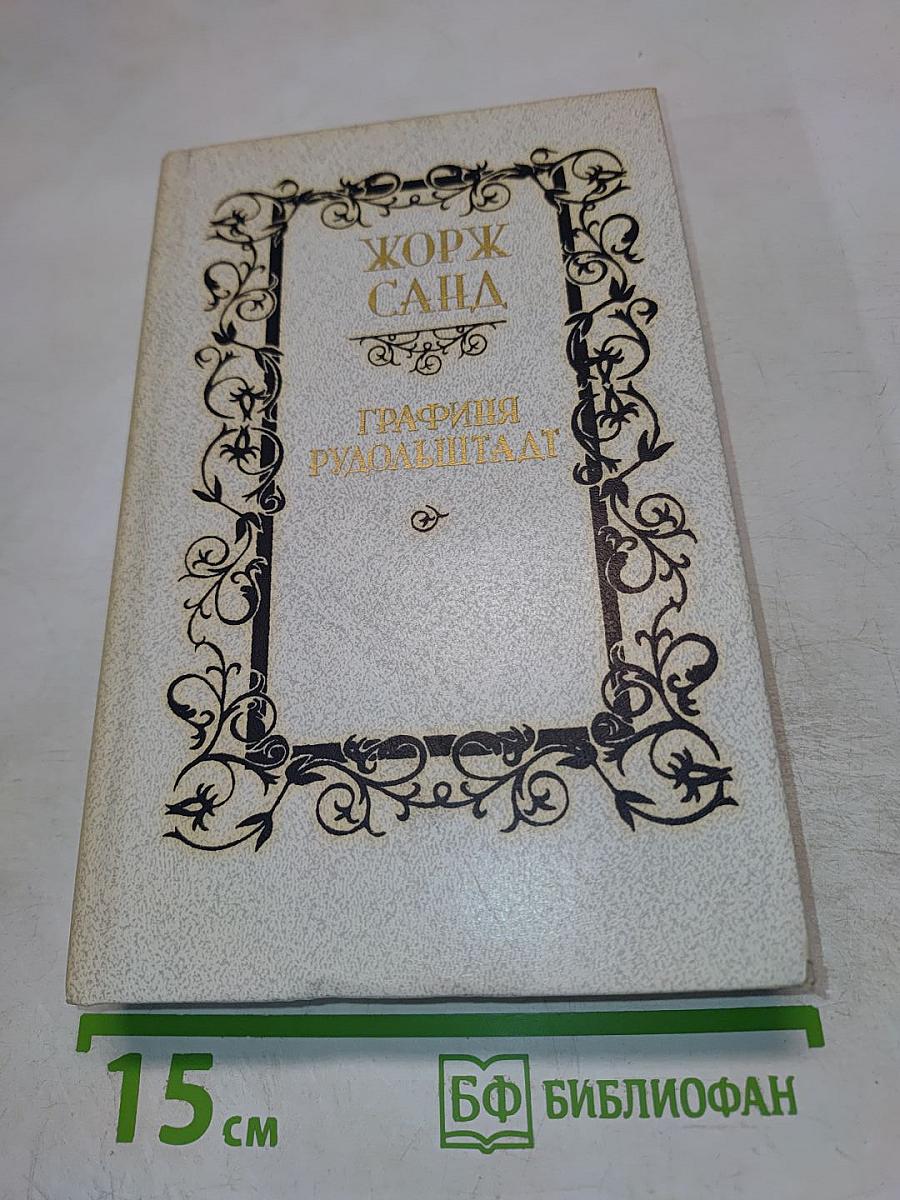 ЖОРЖ
САНД
ГРАФИНЯ
РУДОЛЬШТАДТ
15 см
БФ БИБЛИОФАН